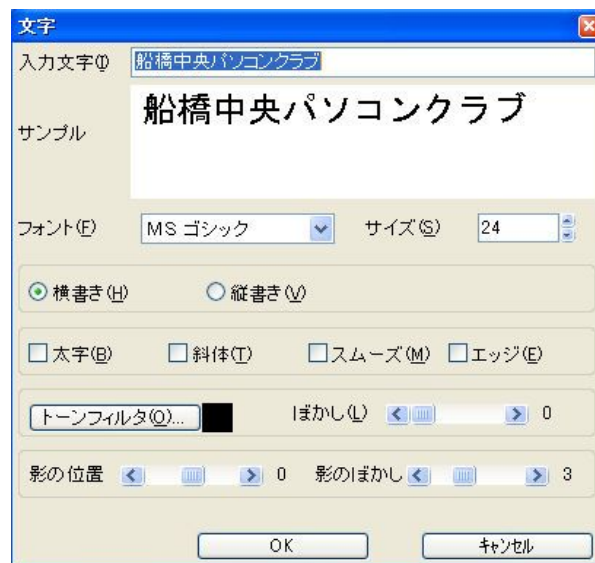 文字
入力文字(I) 船橋中央パソコンクラブ
サンプル 船橋中央パソコンクラブ
フォント(F) MS ゴシック サイズ(S) 24
横書き(H) 縦書き(V)
太字(B) 斜体(T) スムーズ(M) エッジ(E)
トーンフィルタ(O)... ぼかし(L) 0
影の位置 0 影のぼかし 3
OK キャンセル